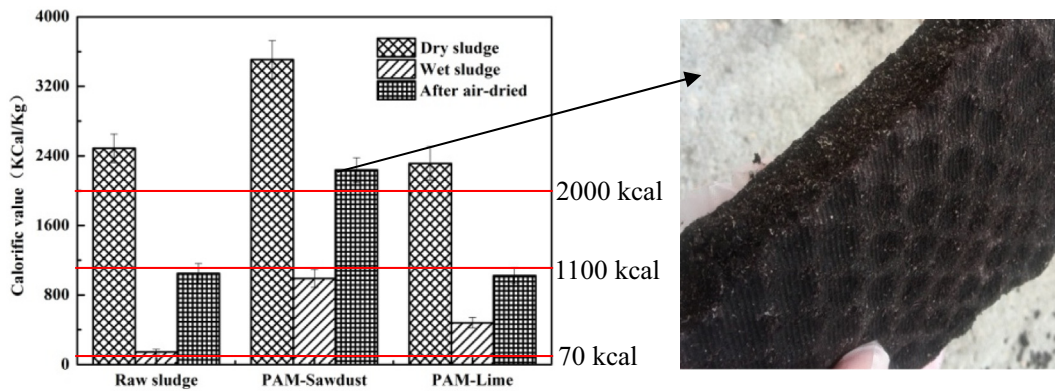 Calorific value (KCal/Kg)
4000
3200
2400
1600
800
0
Dry sludge
Wet sludge
After air-dried
2000 kcal
1100 kcal
70 kcal
Raw sludge
PAM-Sawdust
PAM-Lime